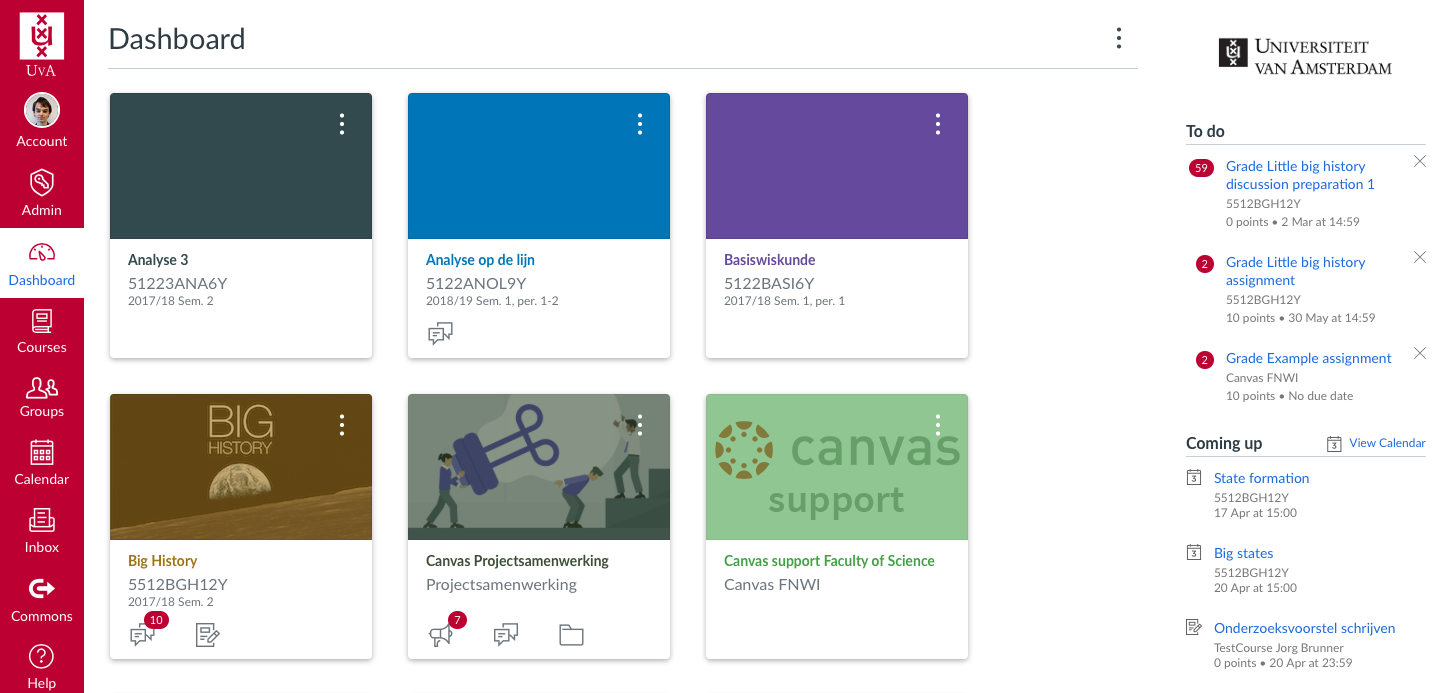 UvA
Account
Admin
Dashboard
Courses
Groups
Calendar
Inbox
Commons
Help
Dashboard
Analyse 3
51223ANA6Y
2017/18 Sem. 2
Analyse op de lijn
5122ANOL9Y
2018/19 Sem. 1, per. 1-2
Basiswiskunde
5122BASI6Y
2017/18 Sem. 1, per. 1
BIG
HISTORY
Big History
5512BGH12Y
2017/18 Sem. 2
10
Canvas Projectsamenwerking
Projectsamenwerking
7
canvas
support
Canvas support Faculty of Science
Canvas FNWI
UNIVERSITEIT
VAN AMSTERDAM
To do
59
Grade Little big history
discussion preparation 1
5512BGH12Y
0 points • 2 Mar at 14:59
2
Grade Little big history
assignment
5512BGH12Y
10 points • 30 May at 14:59
2
Grade Example assignment
Canvas FNWI
10 points • No due date
Coming up
3 View Calendar
3 State formation
5512BGH12Y
17 Apr at 15:00
3 Big states
5512BGH12Y
20 Apr at 15:00
Onderzoeksvoorstel schrijven
TestCourse Jorg Brunner
0 points • 20 Apr at 23:59